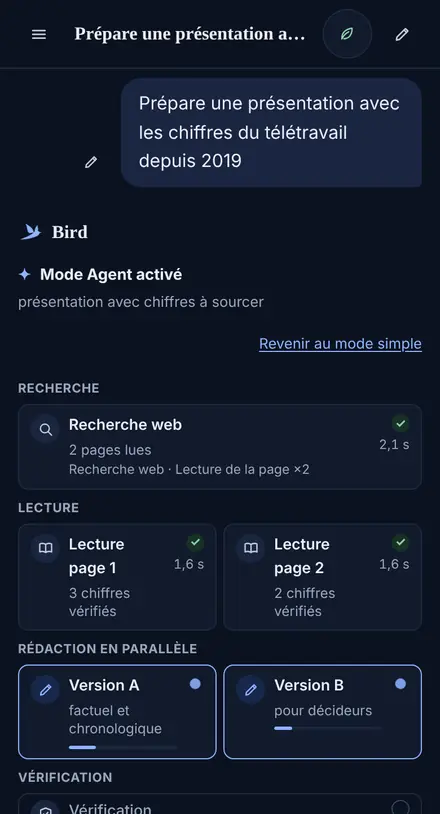 Prépare une présentation a…
Prépare une présentation avec
les chiffres du télétravail
depuis 2019
Bird
Mode Agent activé
présentation avec chiffres à sourcer
Revenir au mode simple
RECHERCHE
Recherche web
2 pages lues
2,1 s
Recherche web · Lecture de la page ×2
LECTURE
Lecture
page 1
1,6 s
3 chiffres
vérifiés
Lecture
page 2
1,6 s
2 chiffres
vérifiés
RÉDACTION EN PARALLÈLE
Version A
factuel et
chronologique
Version B
pour décideurs
VÉRIFICATION
Vérification